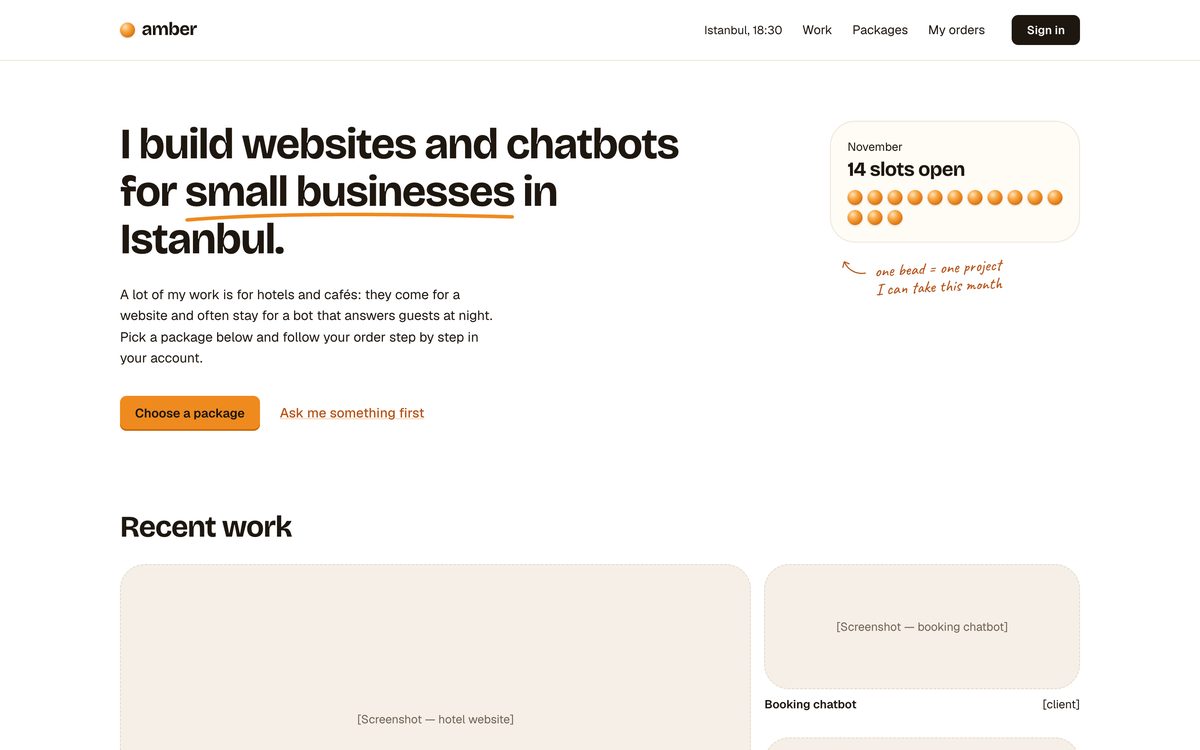 amber
Istanbul, 18:30
Work
Packages
My orders
Sign in
I build websites and chatbots
for small businesses in
Istanbul.
A lot of my work is for hotels and cafés: they come for a
website and often stay for a bot that answers guests at night.
Pick a package below and follow your order step by step in
your account.
Choose a package
Ask me something first
November
14 slots open
one bead = one project
I can take this month
Recent work
[Screenshot — hotel website]
[Screenshot — booking chatbot]
Booking chatbot
[client]